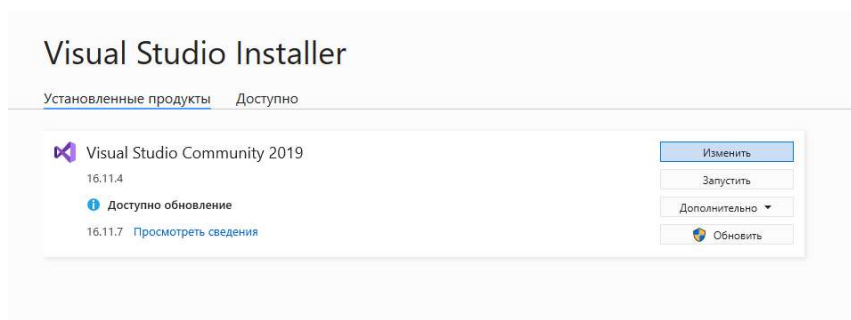 Visual Studio Installer
Установленные продукты Доступно
Visual Studio Community 2019
16.11.4
Доступно обновление
16.11.7 Просмотреть сведения
Изменить
Запустить
Дополнительно
Обновить